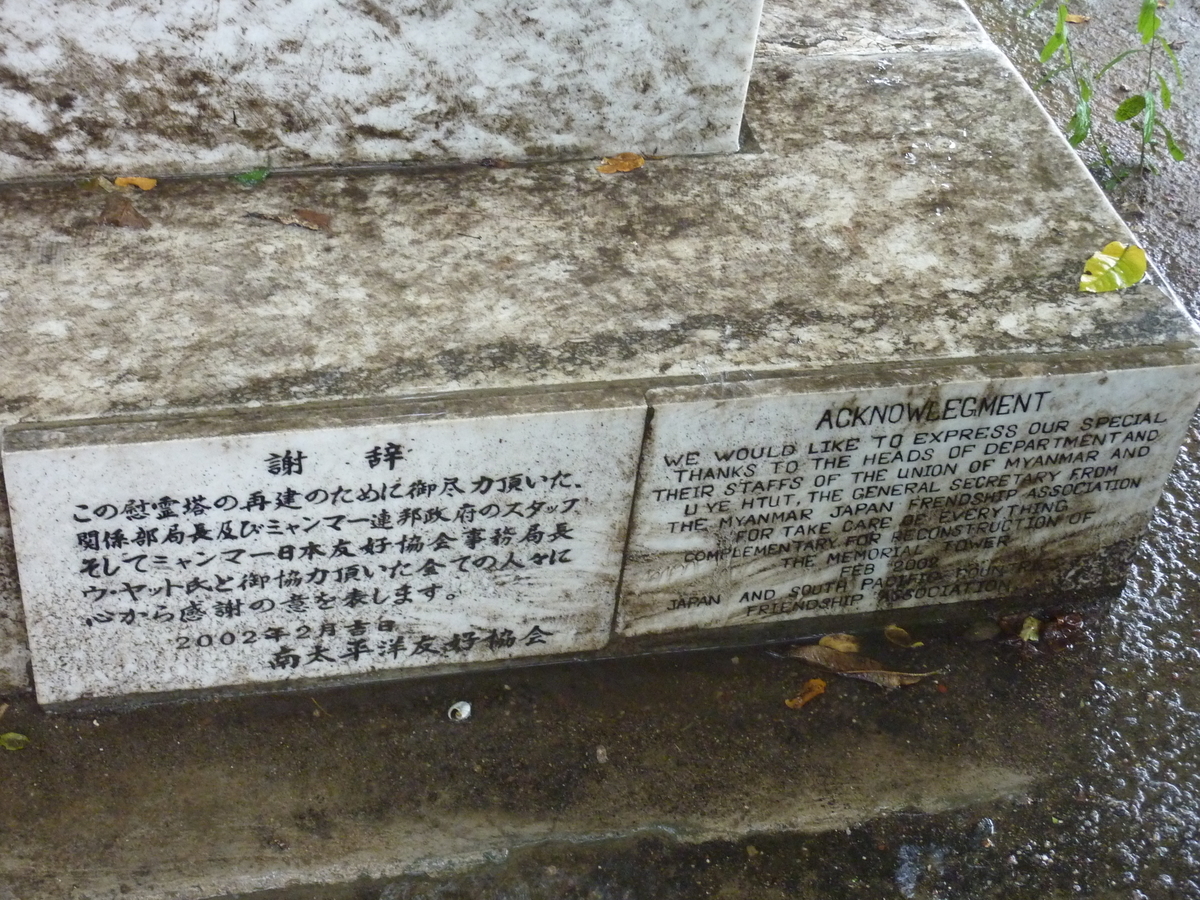 謝 辞
この慰霊塔の再建のために御尽力頂いた、
関係部局長及びミャンマー連邦政府のスタッフ
そしてミャンマー日本友好協会事務局長
ウ・ヤット氏と御協力頂いた全ての人々に
心から感謝の意を表します。
2002年2月吉日
南太平洋友好協会
ACKNOWLEGMENT
WE WOULD LIKE TO EXPRESS OUR SPECIAL
THANKS TO THE HEADS OF DEPARTMENT AND
THEIR STAFFS OF THE UNION OF MYANMAR AND
U YE HTUT, THE GENERAL SECRETARY FROM
THE MYANMAR JAPAN FRENDSHIP ASSOCIATION
FOR TAKE CARE OF EVERYTHING
COMPLEMENTARY FOR RECONSTRUCTION OF
THE MEMORIAL TOWER
FEB 2002
JAPAN AND SOUTH PACIFIC COUNTRIES
FRIENDSHIP ASSOCIATION